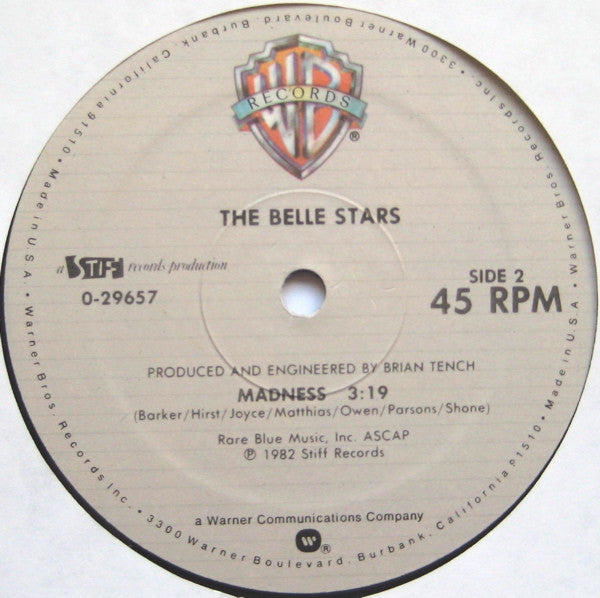 WB
RECORDS
®
THE BELLE STARS
a STIFF records production
0-29657
SIDE 2
45 RPM
PRODUCED AND ENGINEERED BY BRIAN TENCH
MADNESS 3:19
(Barker/Hirst/Joyce/Matthias/Owen/Parsons/Shone)
Rare Blue Music, Inc. ASCAP
℗ 1982 Stiff Records
a Warner Communications Company
W ®
Warner Bros. Records Inc. • 3300 Warner Boulevard, Burbank, California 91510 • Made in U.S.A. • Warner Bros. Records Inc. • 3300 Warner Boulevard, Burbank, California 91510 • Made in U.S.A. •